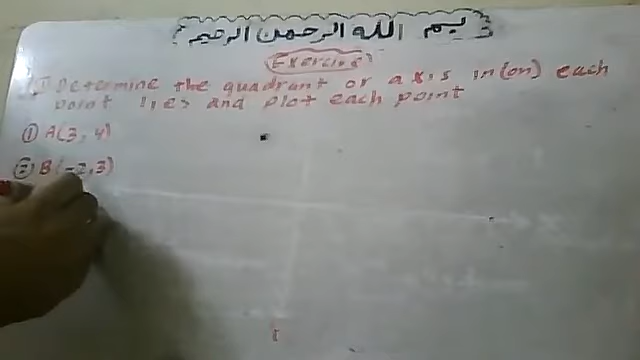 بسم الله الرحمن الرحيم
Exercise
I Determine the quadrant or axis in(on) each
point lies and plot each point
① A(3,4)
② B(-2,3)